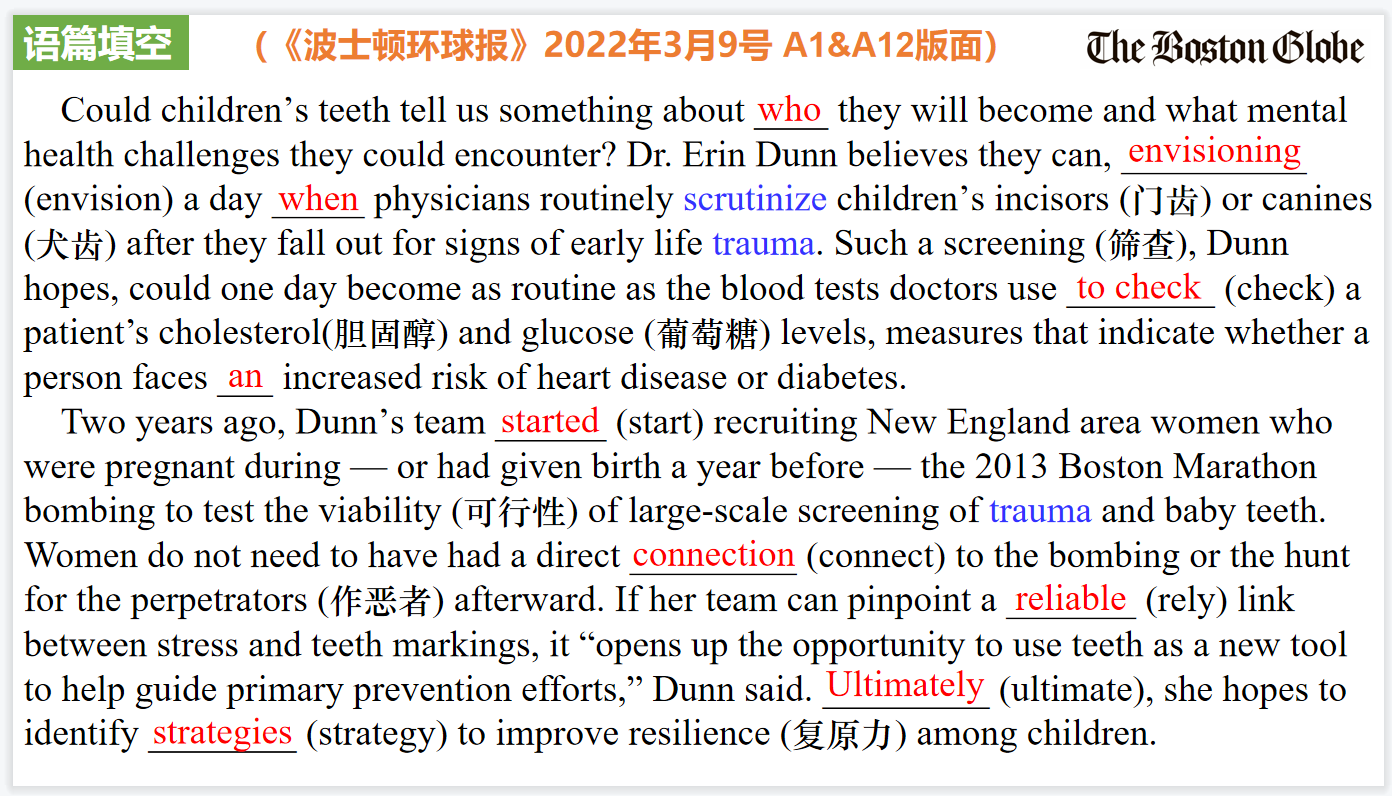 语篇填空 (《波士顿环球报》2022年3月9号 A1&A12版面) The Boston Globe
Could children’s teeth tell us something about who they will become and what mental
health challenges they could encounter? Dr. Erin Dunn believes they can, envisioning
(envision) a day when physicians routinely scrutinize children’s incisors (门齿) or canines
(犬齿) after they fall out for signs of early life trauma. Such a screening (筛查), Dunn
hopes, could one day become as routine as the blood tests doctors use to check (check) a
patient’s cholesterol(胆固醇) and glucose (葡萄糖) levels, measures that indicate whether a
person faces an increased risk of heart disease or diabetes.
Two years ago, Dunn’s team started (start) recruiting New England area women who
were pregnant during — or had given birth a year before — the 2013 Boston Marathon
bombing to test the viability (可行性) of large-scale screening of trauma and baby teeth.
Women do not need to have had a direct connection (connect) to the bombing or the hunt
for the perpetrators (作恶者) afterward. If her team can pinpoint a reliable (rely) link
between stress and teeth markings, it “opens up the opportunity to use teeth as a new tool
to help guide primary prevention efforts,” Dunn said. Ultimately (ultimate), she hopes to
identify strategies (strategy) to improve resilience (复原力) among children.